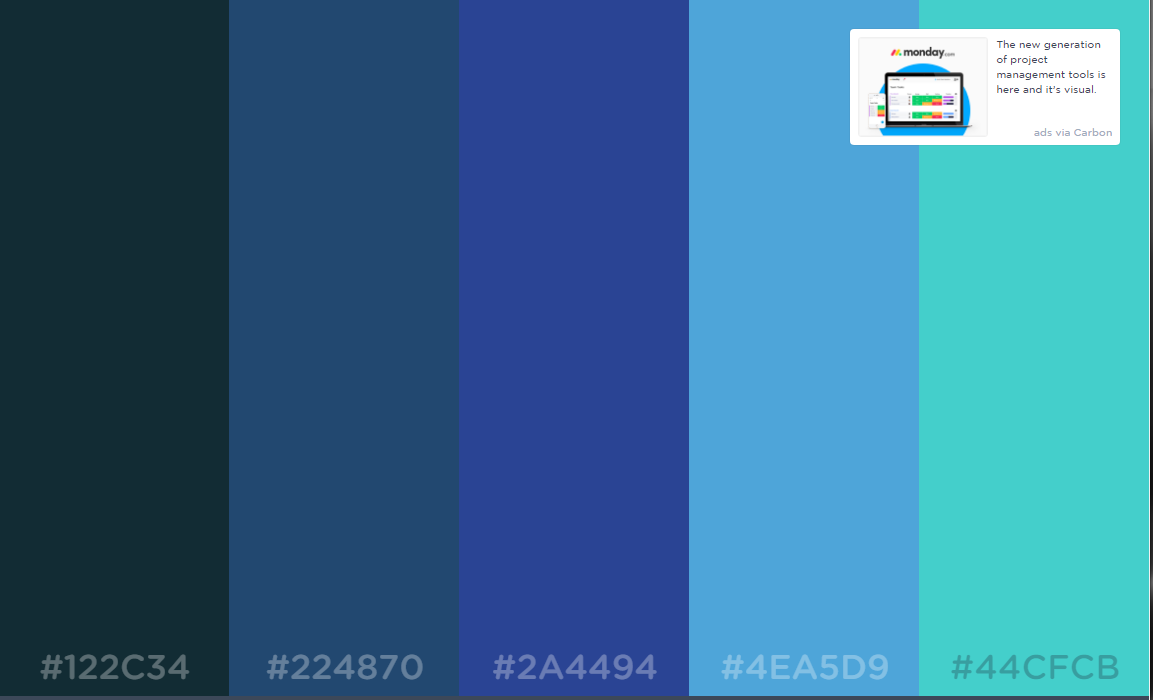 monday.com
The new generation
of project
management tools is
here and it's visual.
ads via Carbon
#122C34
#224870
#2A4494
#4EA5D9
#44CFCB